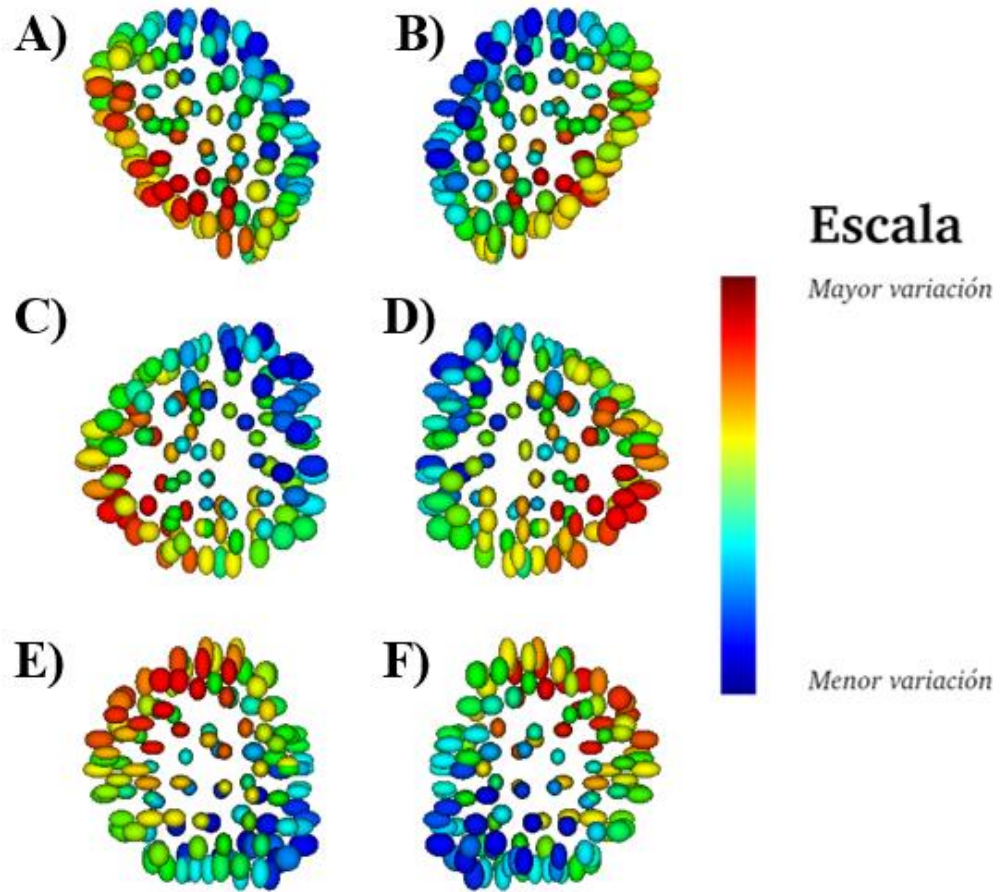 A)
B)
Escala
Mayor variación
C)
D)
Menor variación
E)
F)